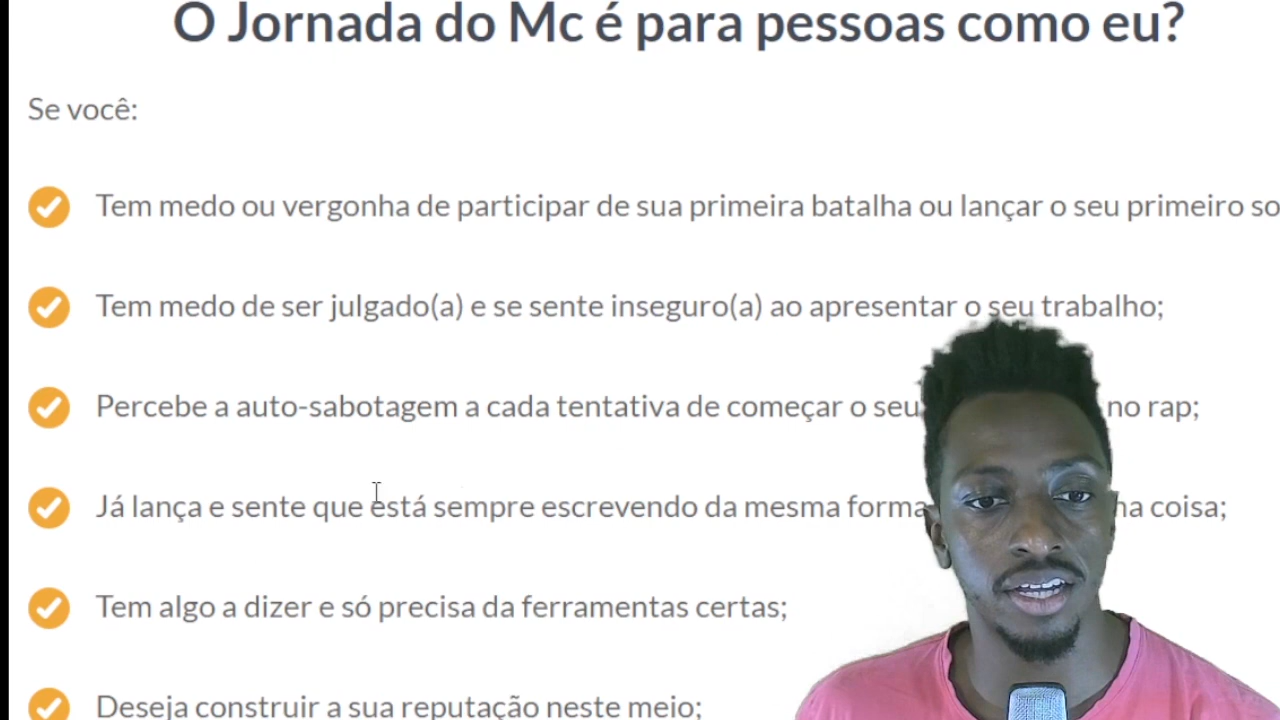 O Jornada do Mc é para pessoas como eu?
Se você:
Tem medo ou vergonha de participar de sua primeira batalha ou lançar o seu primeiro
Tem medo de ser julgado(a) e se sente inseguro(a) ao apresentar o seu trabalho;
Percebe a auto-sabotagem a cada tentativa de começar o seu no rap;
Já lança e sente que está sempre escrevendo da mesma forma coisa;
Tem algo a dizer e só precisa da ferramentas certas;
Deseja construir a sua reputação neste meio;